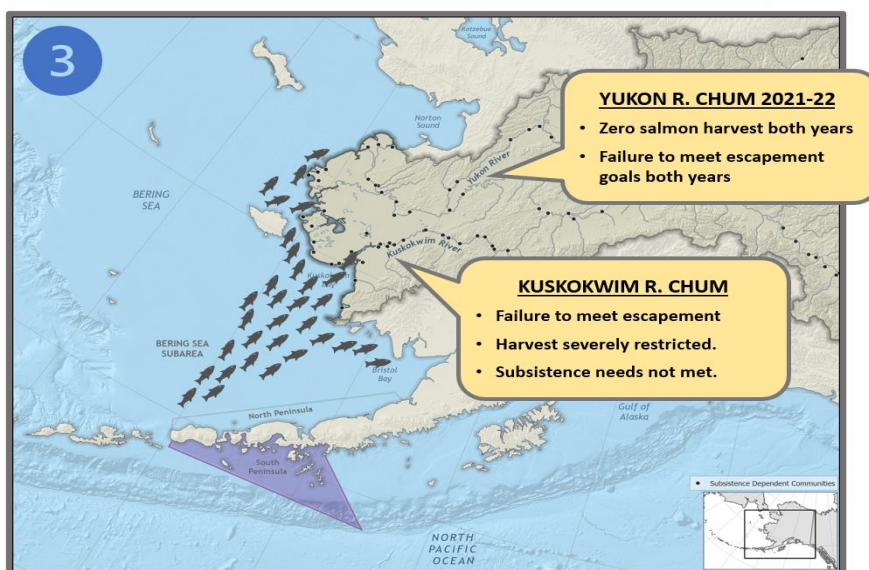 3
Kotzebue
Sound
Norton
Sound
YUKON R. CHUM 2021-22
• Zero salmon harvest both years
• Failure to meet escapement
goals both years
Yukon River
BERING
SEA
Kuskokwim River
Kuskokwim
Bay
KUSKOKWIM R. CHUM
• Failure to meet escapement
• Harvest severely restricted.
• Subsistence needs not met.
BERING SEA
SUBAREA
Bristol
Bay
North Peninsula
Gulf of
Alaska
South
Peninsula
• Subsistence Dependent Communities
NORTH
PACIFIC
OCEAN